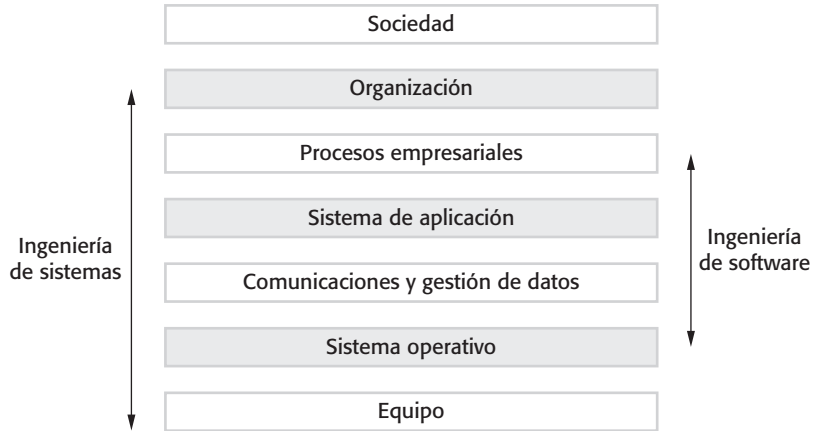 Sociedad
Organización
Procesos empresariales
Sistema de aplicación
Ingeniería
de sistemas
Ingeniería
de software
Comunicaciones y gestión de datos
Sistema operativo
Equipo